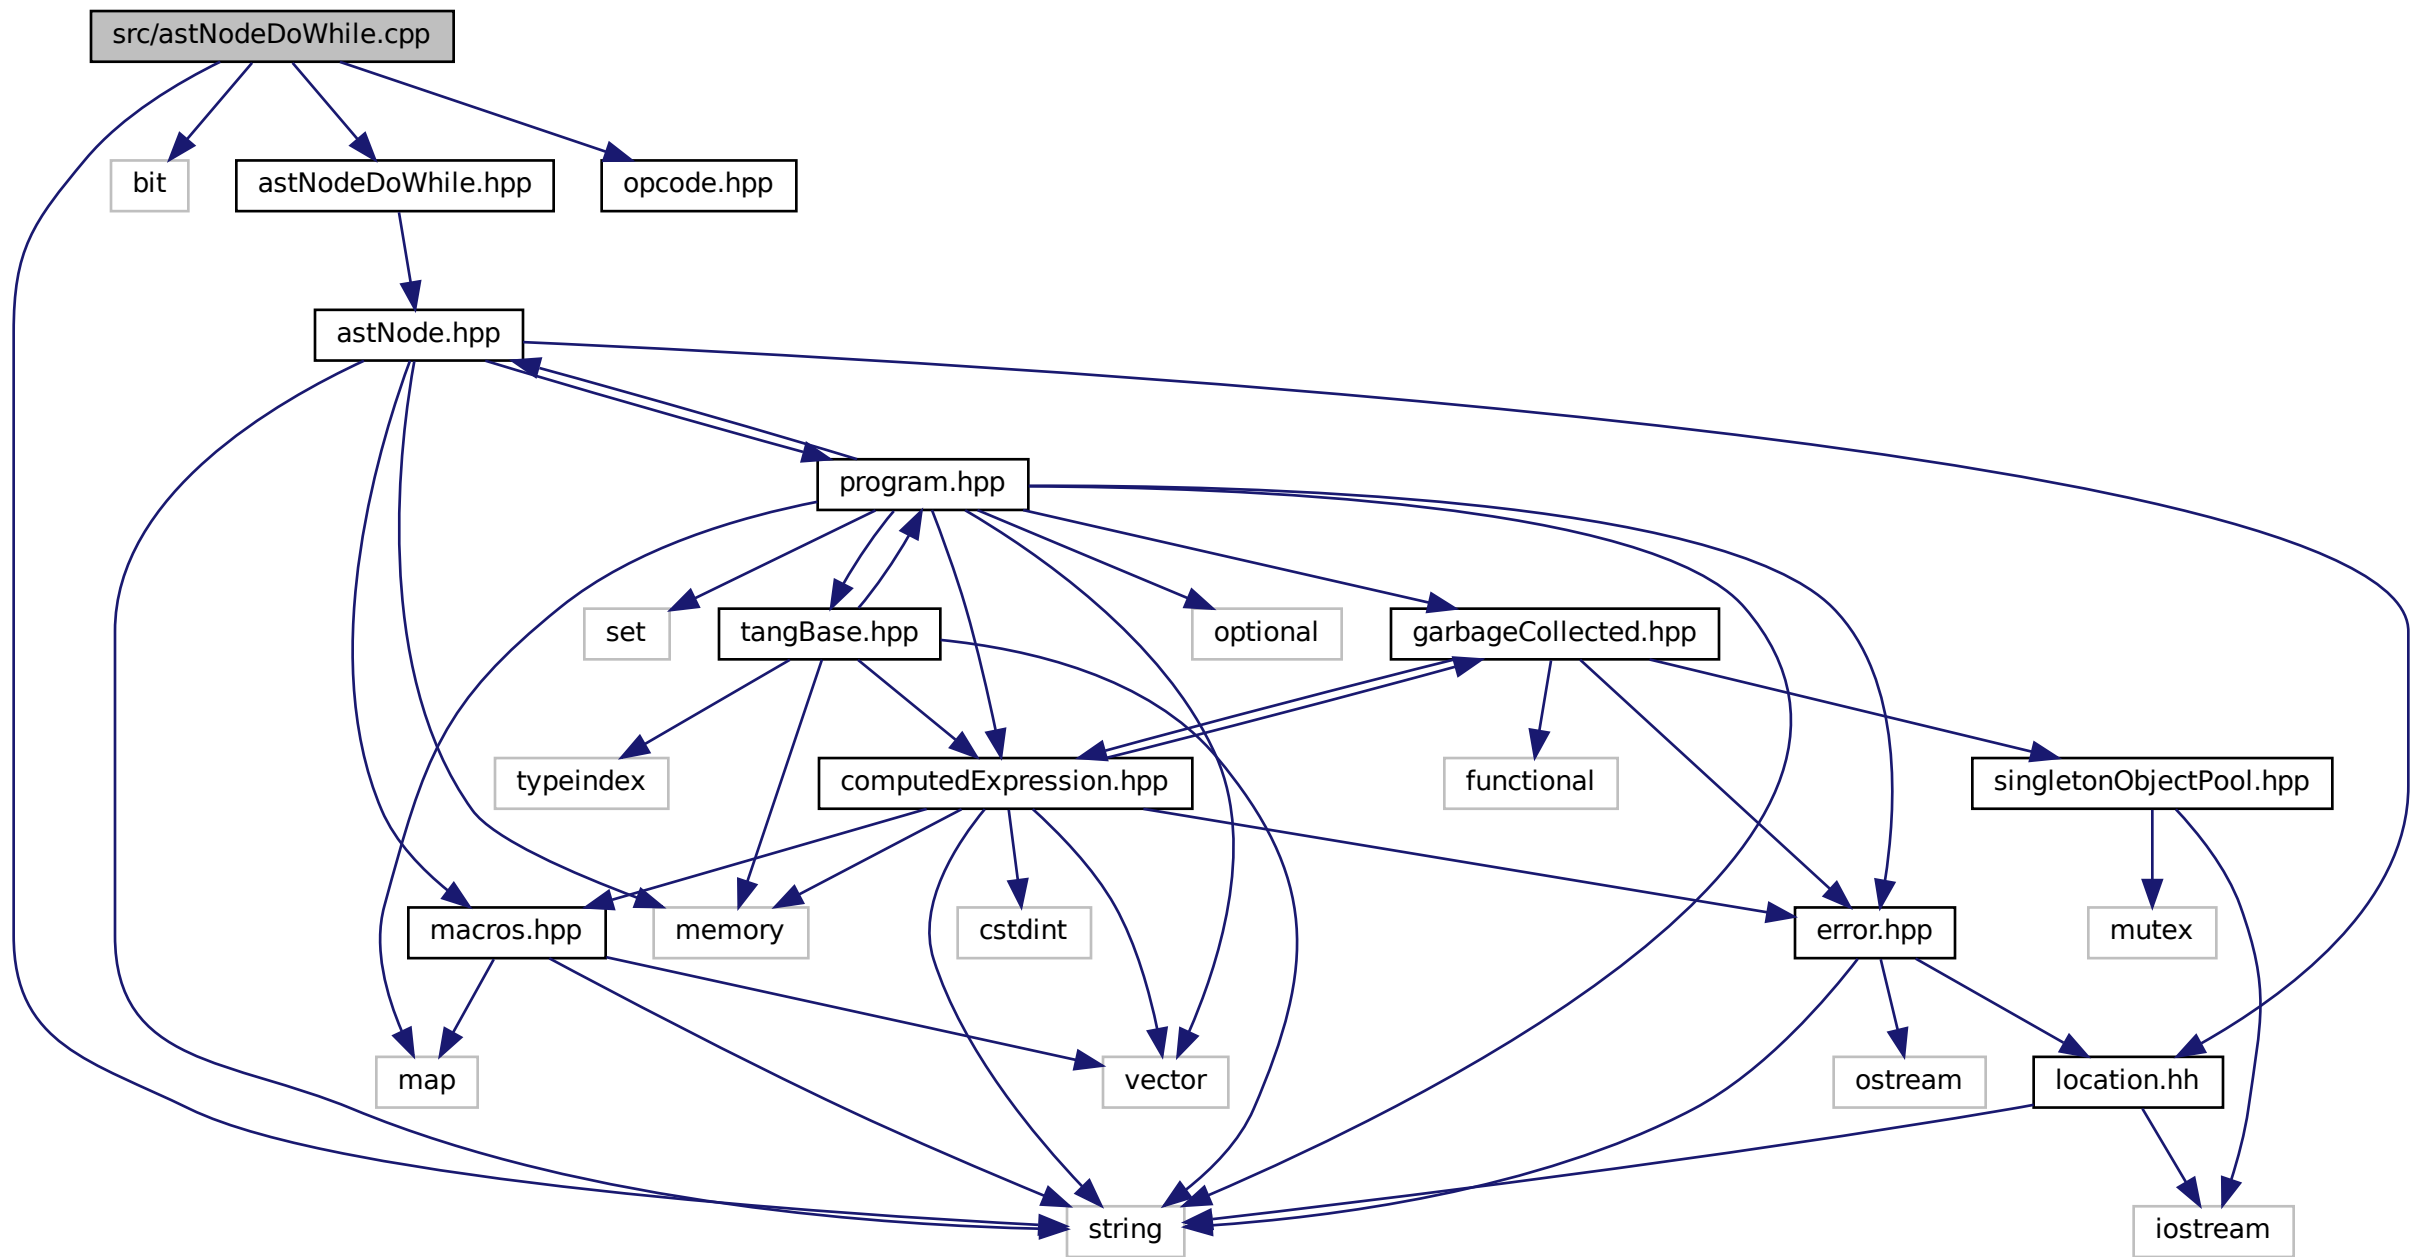 src/astNodeDoWhile.cpp
bit
astNodeDoWhile.hpp
opcode.hpp
astNode.hpp
program.hpp
set
tangBase.hpp
optional
garbageCollected.hpp
typeindex
computedExpression.hpp
functional
singletonObjectPool.hpp
macros.hpp
memory
cstdint
error.hpp
mutex
map
vector
ostream
location.hh
string
iostream